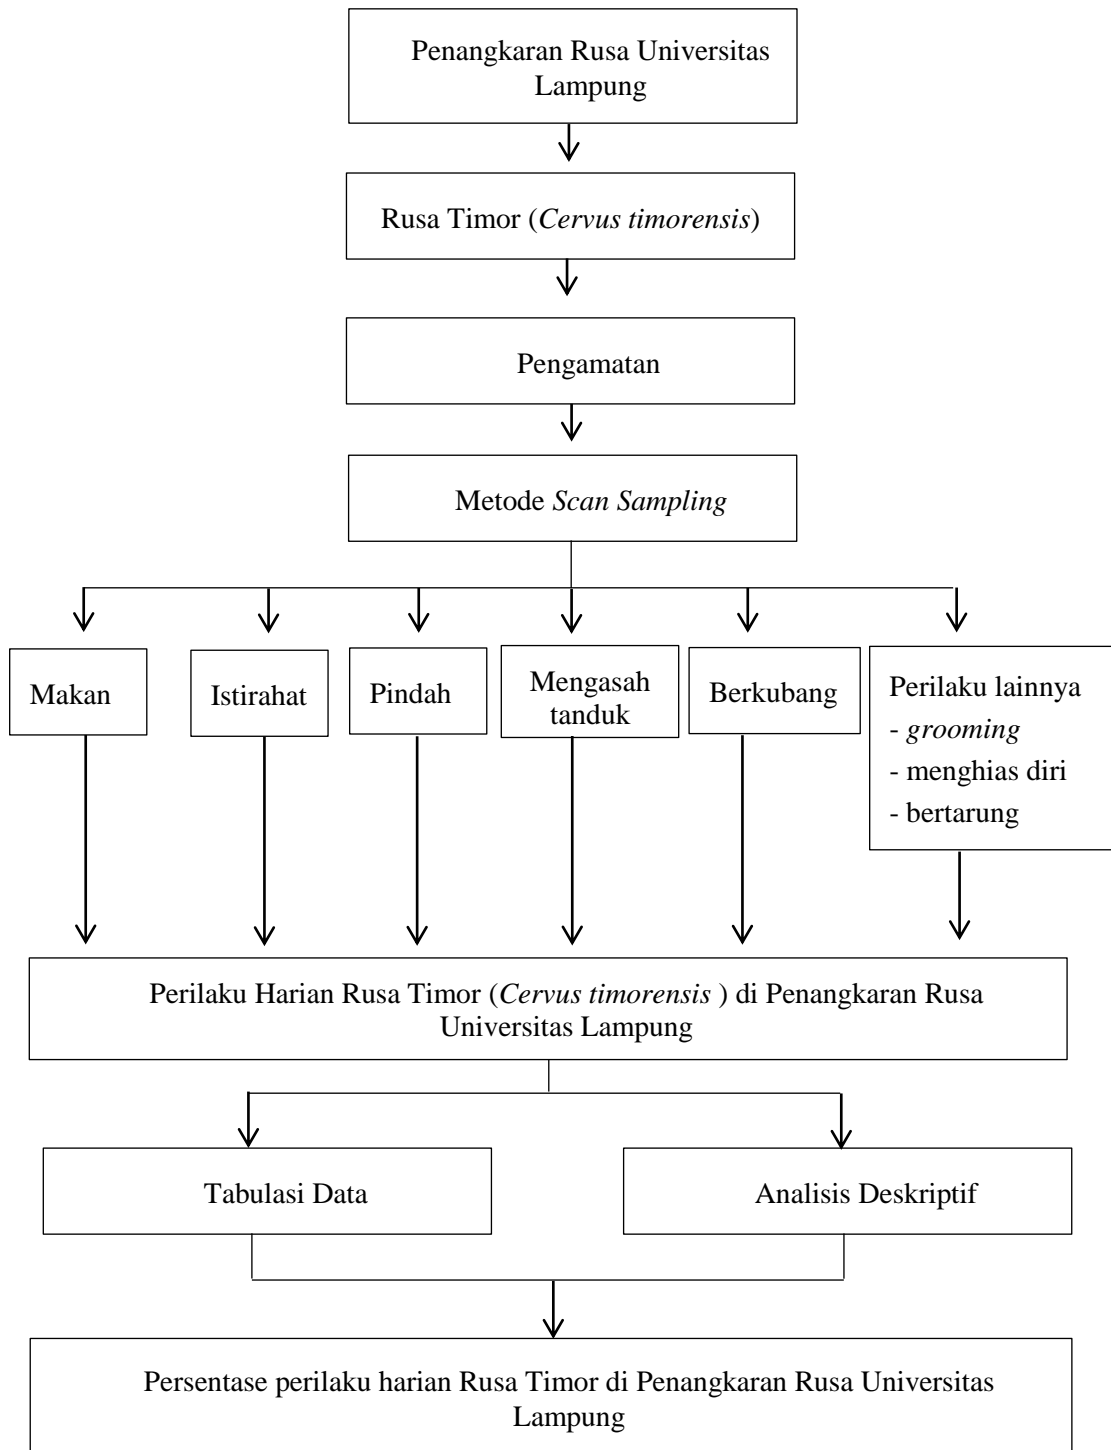 Penangkaran Rusa Universitas
Lampung
Rusa Timor (Cervus timorensis)
Pengamatan
Metode Scan Sampling
Makan
Istirahat
Pindah
Mengasah
tanduk
Berkubang
Perilaku lainnya
- grooming
- menghias diri
- bertarung
Perilaku Harian Rusa Timor (Cervus timorensis ) di Penangkaran Rusa
Universitas Lampung
Tabulasi Data
Analisis Deskriptif
Persentase perilaku harian Rusa Timor di Penangkaran Rusa Universitas
Lampung